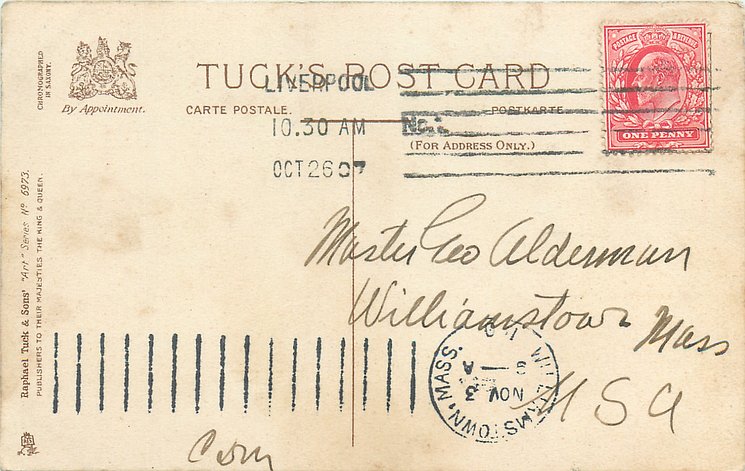 TUCK'S POST CARD
CARTE POSTALE. POSTKARTE
(FOR ADDRESS ONLY.)
By Appointment.
CHROMOGRAPHED
IN SAXONY.
LIVERPOOL
10.30 AM
OCT 26 07
POSTAGE & REVENUE
ONE PENNY
Master Geo Alderman
Williamstown Mass
USA
WILLIAMSTOWN, MASS.
NOV 3
A
Raphael Tuck & Sons' "Art" Series No 6973.
PUBLISHERS TO THEIR MAJESTIES THE KING & QUEEN.